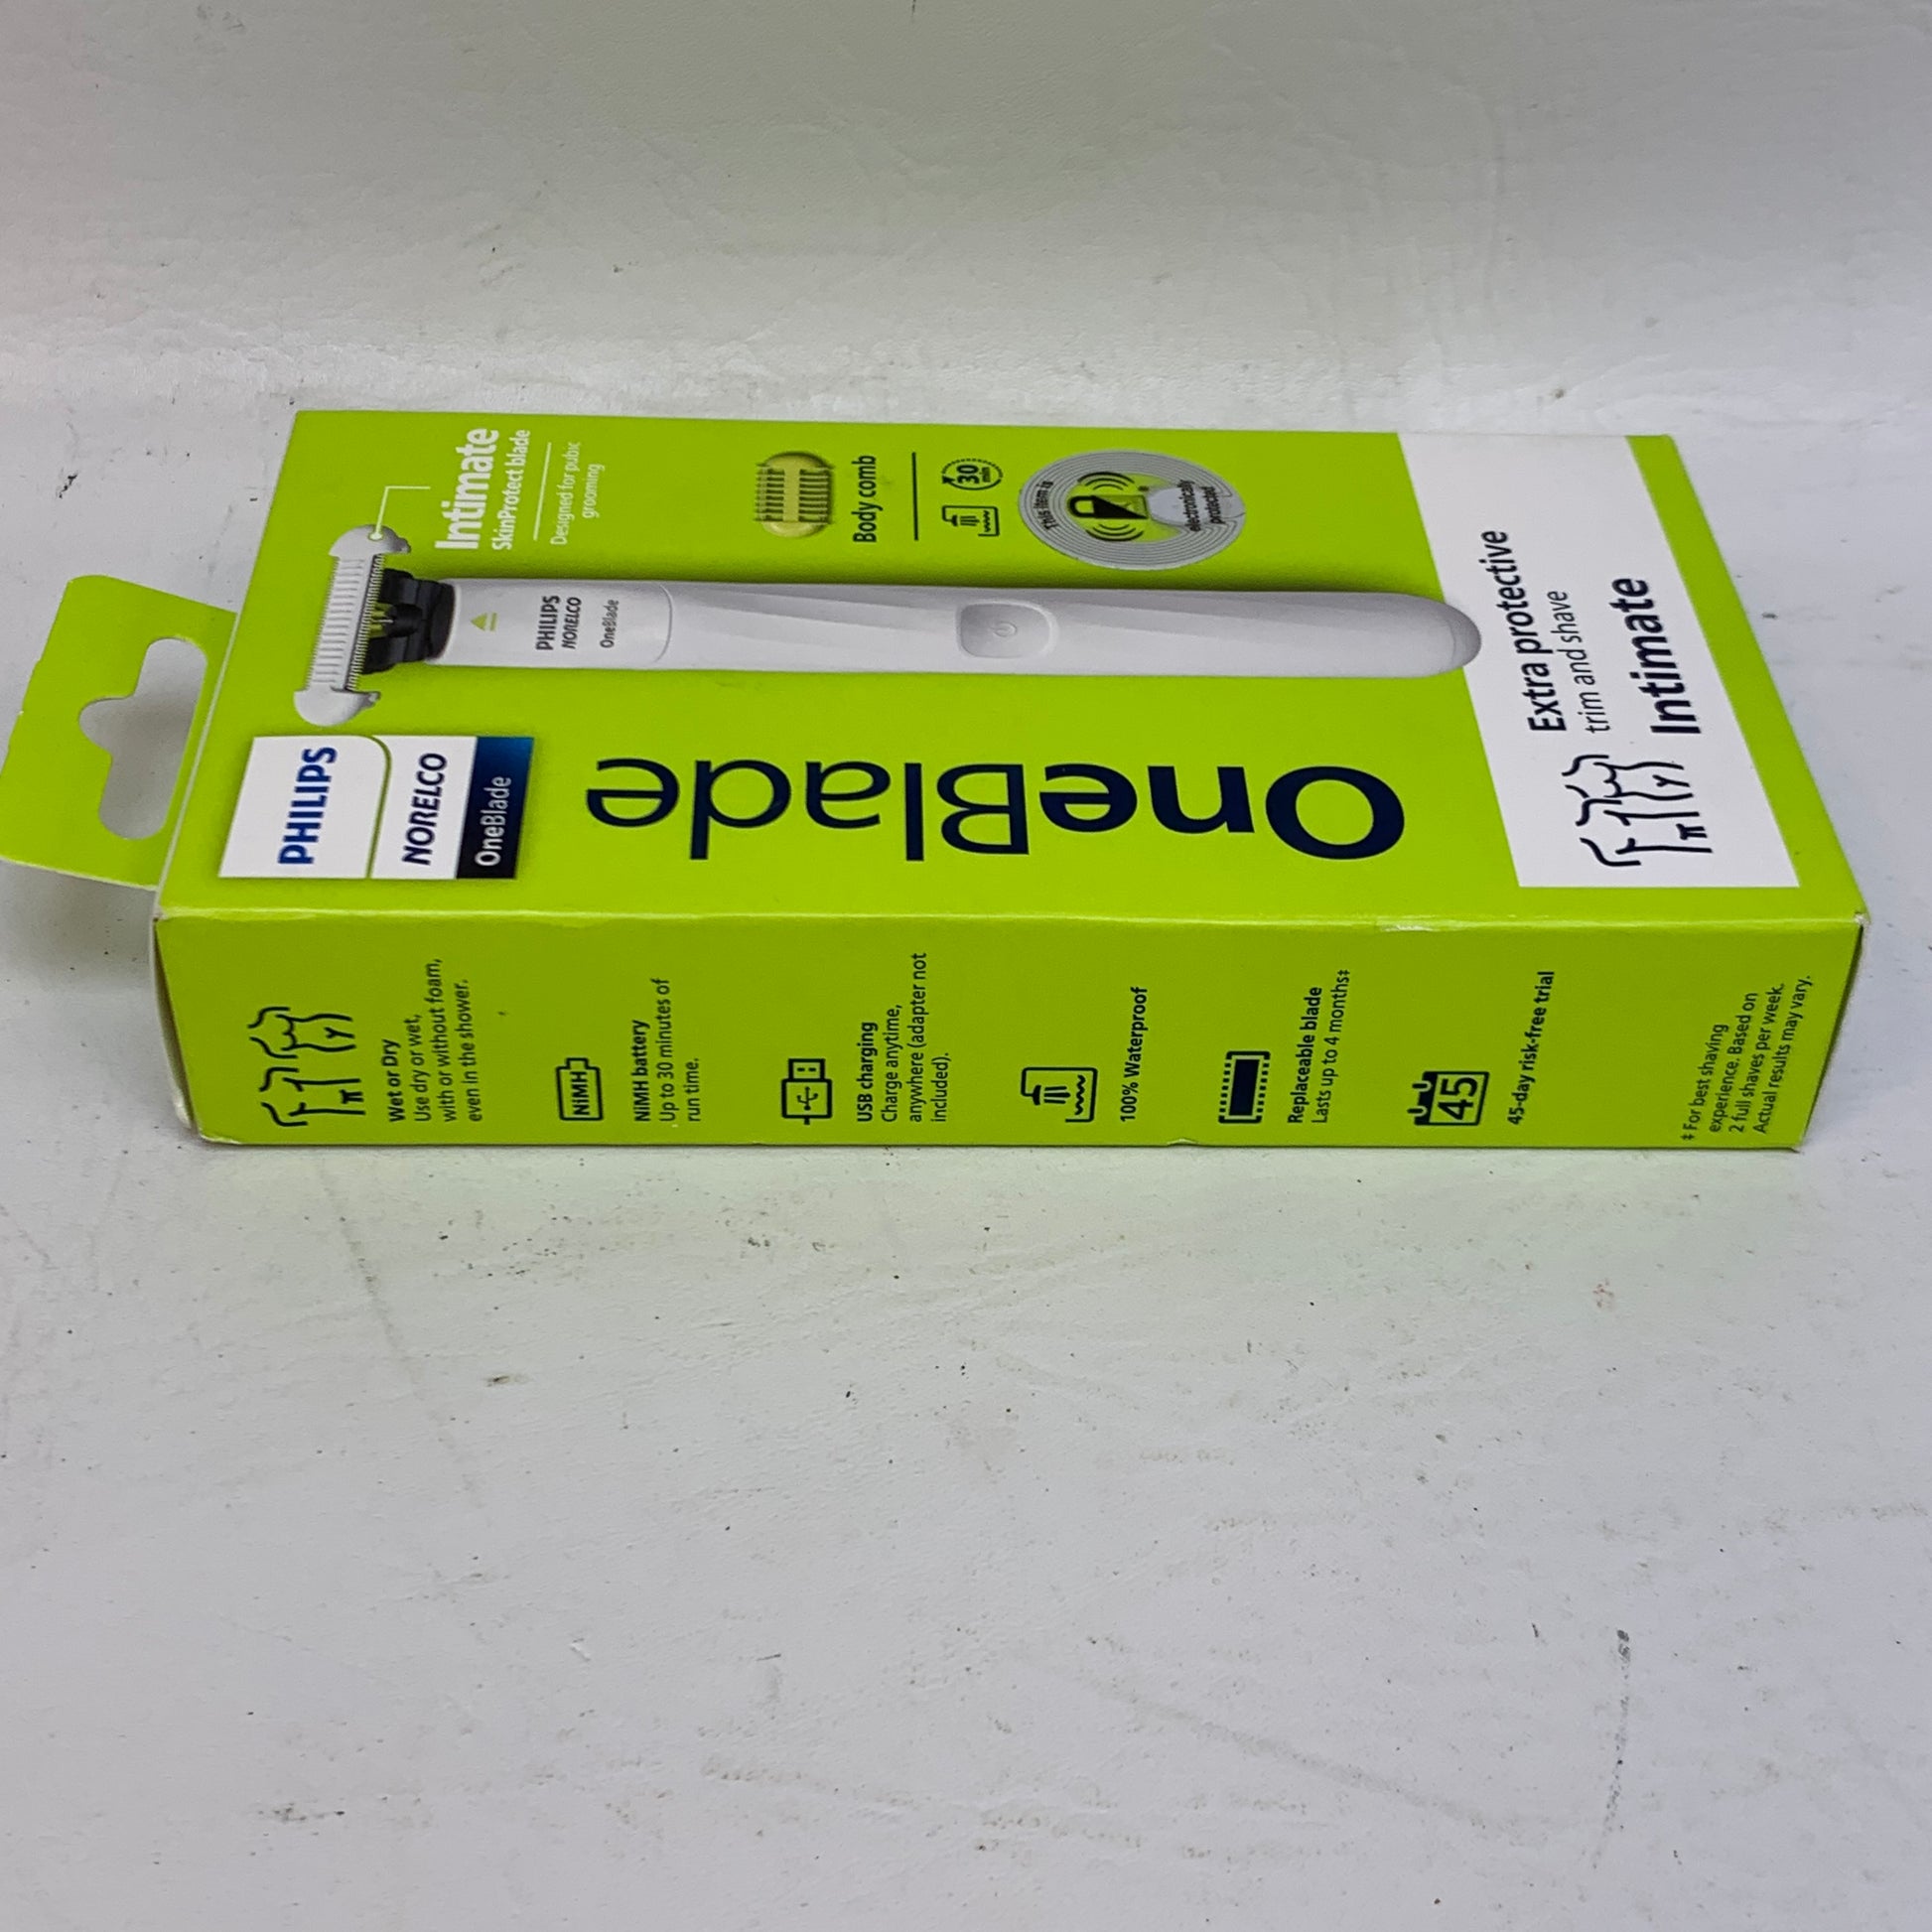 PHILIPS
NORELCO
OneBlade
Intimate
SkinProtect blade
Designed for pubic
grooming
PHILIPS
NORELCO
OneBlade
OneBlade
Body comb
30
min
This item is
electronically
protected
Extra protective
trim and shave
Intimate
Wet or Dry
Use dry or wet,
with or without foam,
even in the shower.
NiMH
NiMH battery
Up to 30 minutes of
run time.
USB charging
Charge anytime,
anywhere (adapter not
included).
100% Waterproof
Replaceable blade
Lasts up to 4 months‡
45
45-day risk-free trial
‡ For best shaving
experience. Based on
2 full shaves per week.
Actual results may vary.